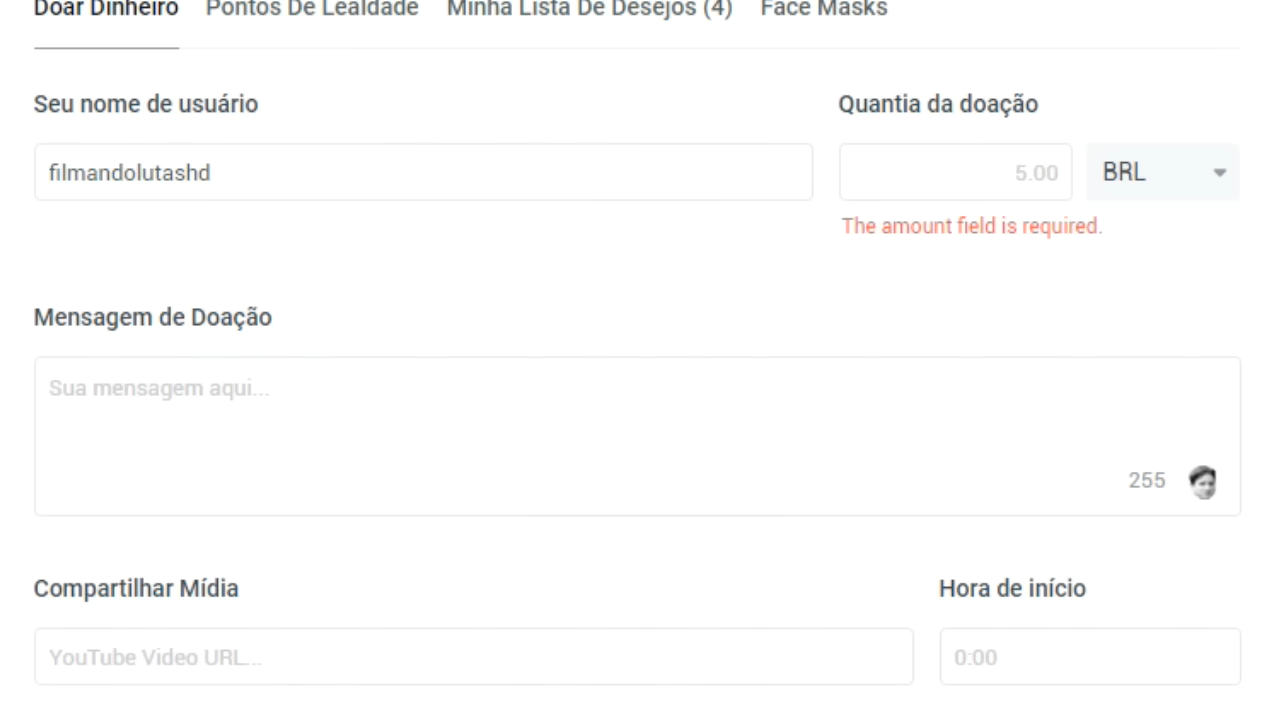 Doar Dinheiro Pontos De Lealdade Minha Lista De Desejos (4) Face Masks
Seu nome de usuário Quantia da doação
filmandolutashd 5.00 BRL
The amount field is required.
Mensagem de Doação
Sua mensagem aqui...
255
Compartilhar Mídia Hora de início
YouTube Video URL... 0:00